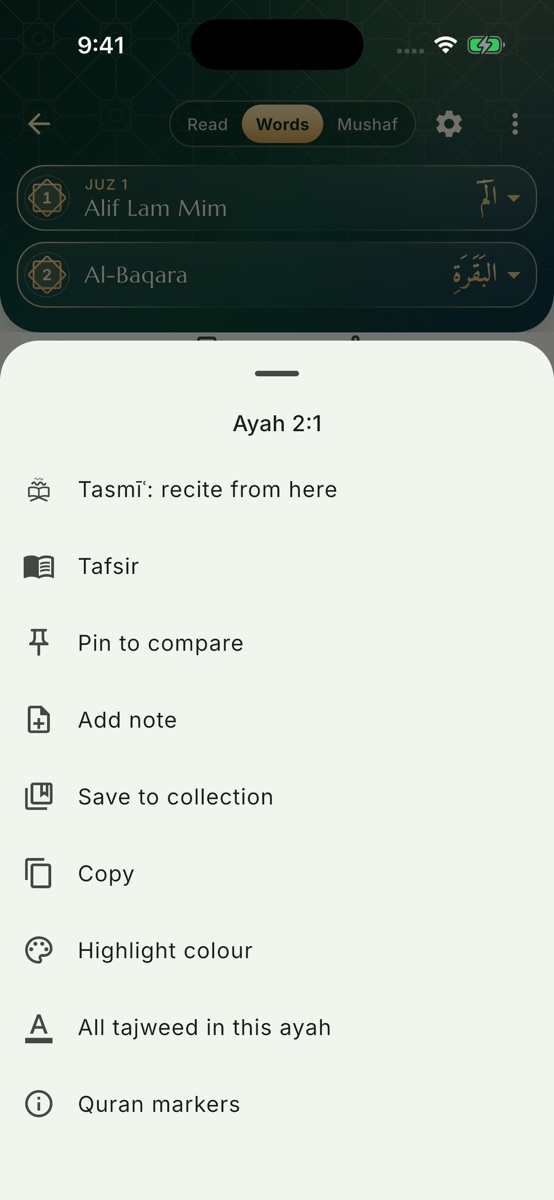 9:41
Read Words Mushaf
1
JUZ 1
Alif Lam Mim
الٓمٓ
2
Al-Baqara
البَقَرَةِ
Ayah 2:1
Tasmīʿ: recite from here
Tafsir
Pin to compare
Add note
Save to collection
Copy
Highlight colour
All tajweed in this ayah
Quran markers